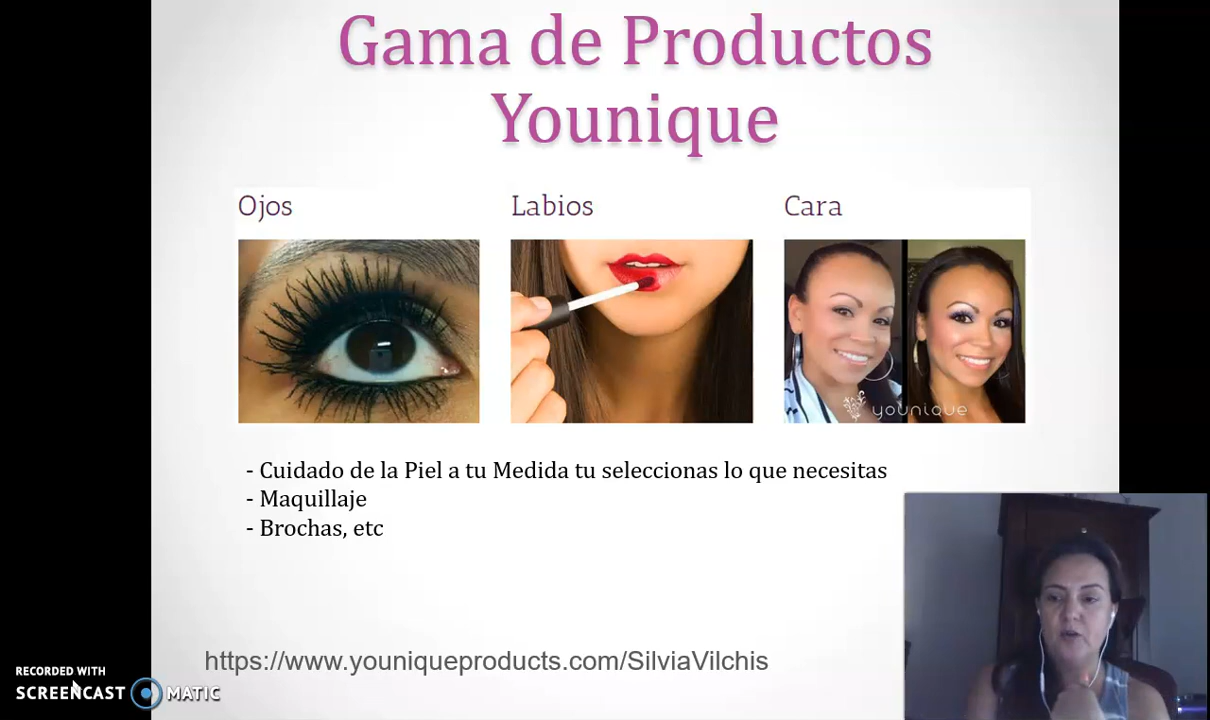 Gama de Productos
Younique
Ojos
Labios
Cara
younique
- Cuidado de la Piel a tu Medida tu seleccionas lo que necesitas
- Maquillaje
- Brochas, etc
https://www.youniqueproducts.com/SilviaVilchis
RECORDED WITH
SCREENCAST MATIC